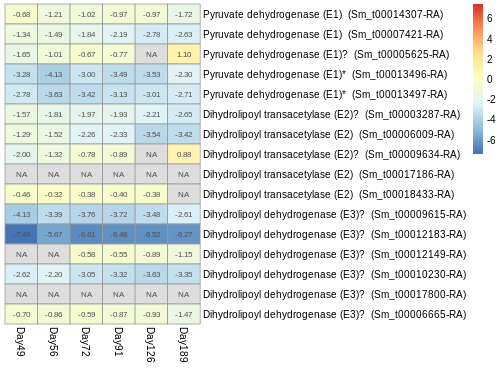 -0.68 -1.21 -1.02 -0.97 -0.97 -1.72 Pyruvate dehydrogenase (E1) (Sm_t00014307-RA)
-1.34 -1.49 -1.84 -2.19 -2.78 -2.63 Pyruvate dehydrogenase (E1) (Sm_t00007421-RA)
-1.65 -1.01 -0.67 -0.77 NA 1.10 Pyruvate dehydrogenase (E1)? (Sm_t00005625-RA)
-3.28 -4.13 -3.00 -3.49 -3.53 -2.30 Pyruvate dehydrogenase (E1)* (Sm_t00013496-RA)
-2.78 -3.63 -3.42 -3.13 -3.01 -2.71 Pyruvate dehydrogenase (E1)* (Sm_t00013497-RA)
-1.57 -1.81 -1.97 -1.93 -2.21 -2.65 Dihydrolipoyl transacetylase (E2)? (Sm_t00003287-RA)
-1.29 -1.52 -2.26 -2.33 -3.54 -3.42 Dihydrolipoyl transacetylase (E2) (Sm_t00006009-RA)
-2.00 -1.32 -0.78 -0.89 NA 0.88 Dihydrolipoyl transacetylase (E2)? (Sm_t00009634-RA)
NA NA NA NA NA NA Dihydrolipoyl transacetylase (E2) (Sm_t00017186-RA)
-0.46 -0.32 -0.38 -0.40 -0.38 NA Dihydrolipoyl transacetylase (E2) (Sm_t00018433-RA)
-4.13 -3.39 -3.76 -3.72 -3.48 -2.61 Dihydrolipoyl dehydrogenase (E3)? (Sm_t00009615-RA)
-7.44 -5.67 -6.61 -6.48 -6.52 -6.27 Dihydrolipoyl dehydrogenase (E3)? (Sm_t00012183-RA)
NA NA -0.58 -0.55 -0.89 -1.15 Dihydrolipoyl dehydrogenase (E3)? (Sm_t00012149-RA)
-2.62 -2.20 -3.05 -3.32 -3.63 -3.35 Dihydrolipoyl dehydrogenase (E3)? (Sm_t00010230-RA)
NA NA NA NA NA NA Dihydrolipoyl dehydrogenase (E3)? (Sm_t00017800-RA)
-0.70 -0.86 -0.59 -0.87 -0.93 -1.47 Dihydrolipoyl dehydrogenase (E3)? (Sm_t00006665-RA)
Day49 Day56 Day72 Day91 Day126 Day189
6
4
2
0
-2
-4
-6